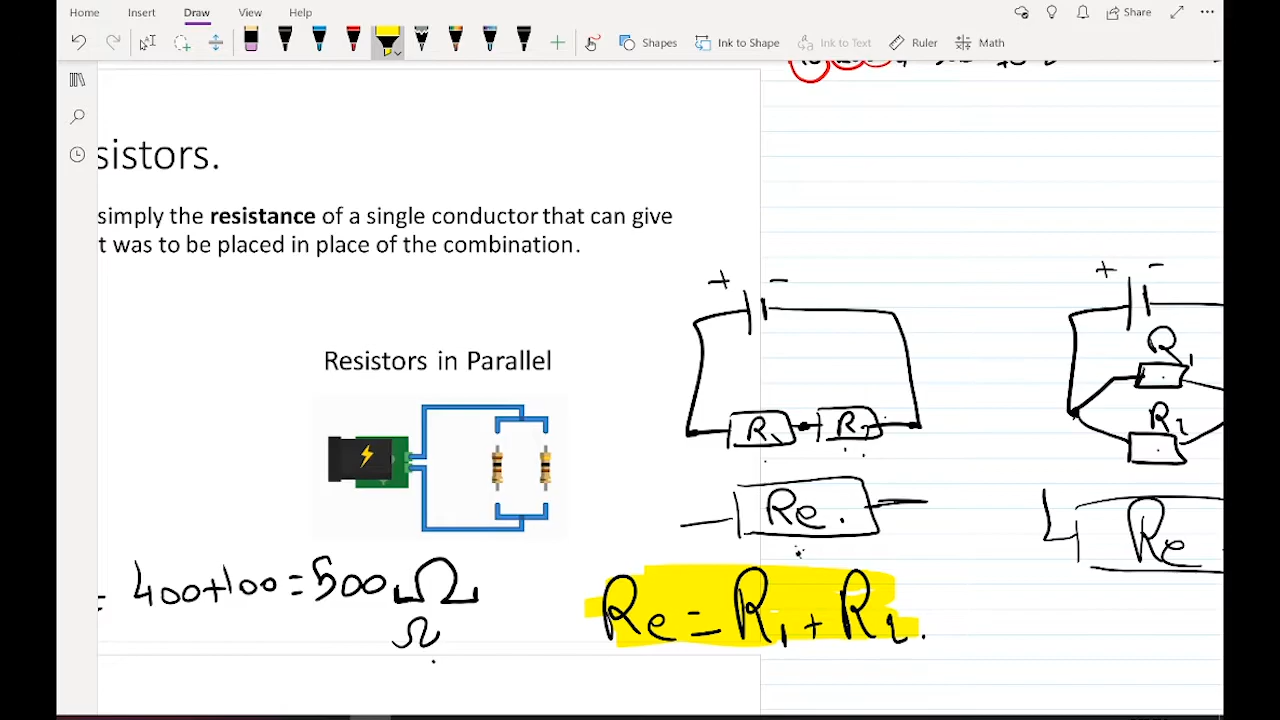 Home Insert Draw View Help Share
Shapes Ink to Shape Ink to Text Ruler Math
sistors.
simply the resistance of a single conductor that can give
t was to be placed in place of the combination.
Resistors in Parallel
+ -
R1 R2
Re.
+ -
R1
R2
Re
= 400+100=500Ω
Ω
Re=R1+R2.